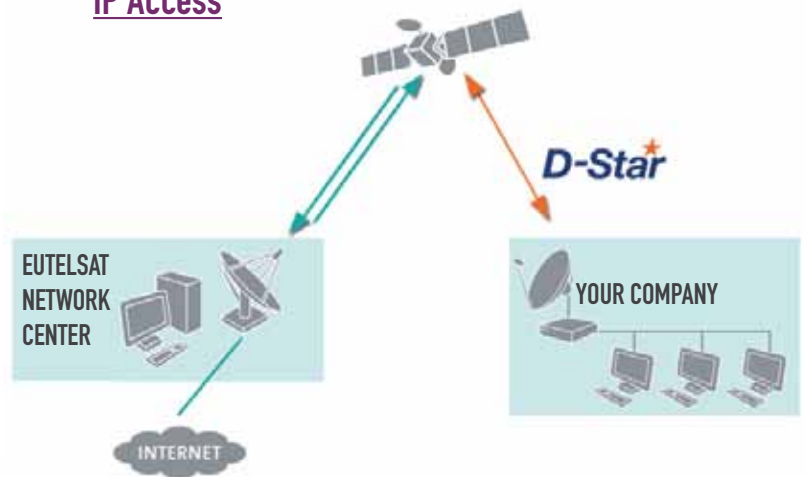 IP Access
D-Star
EUTELSAT
NETWORK
CENTER
YOUR COMPANY
INTERNET